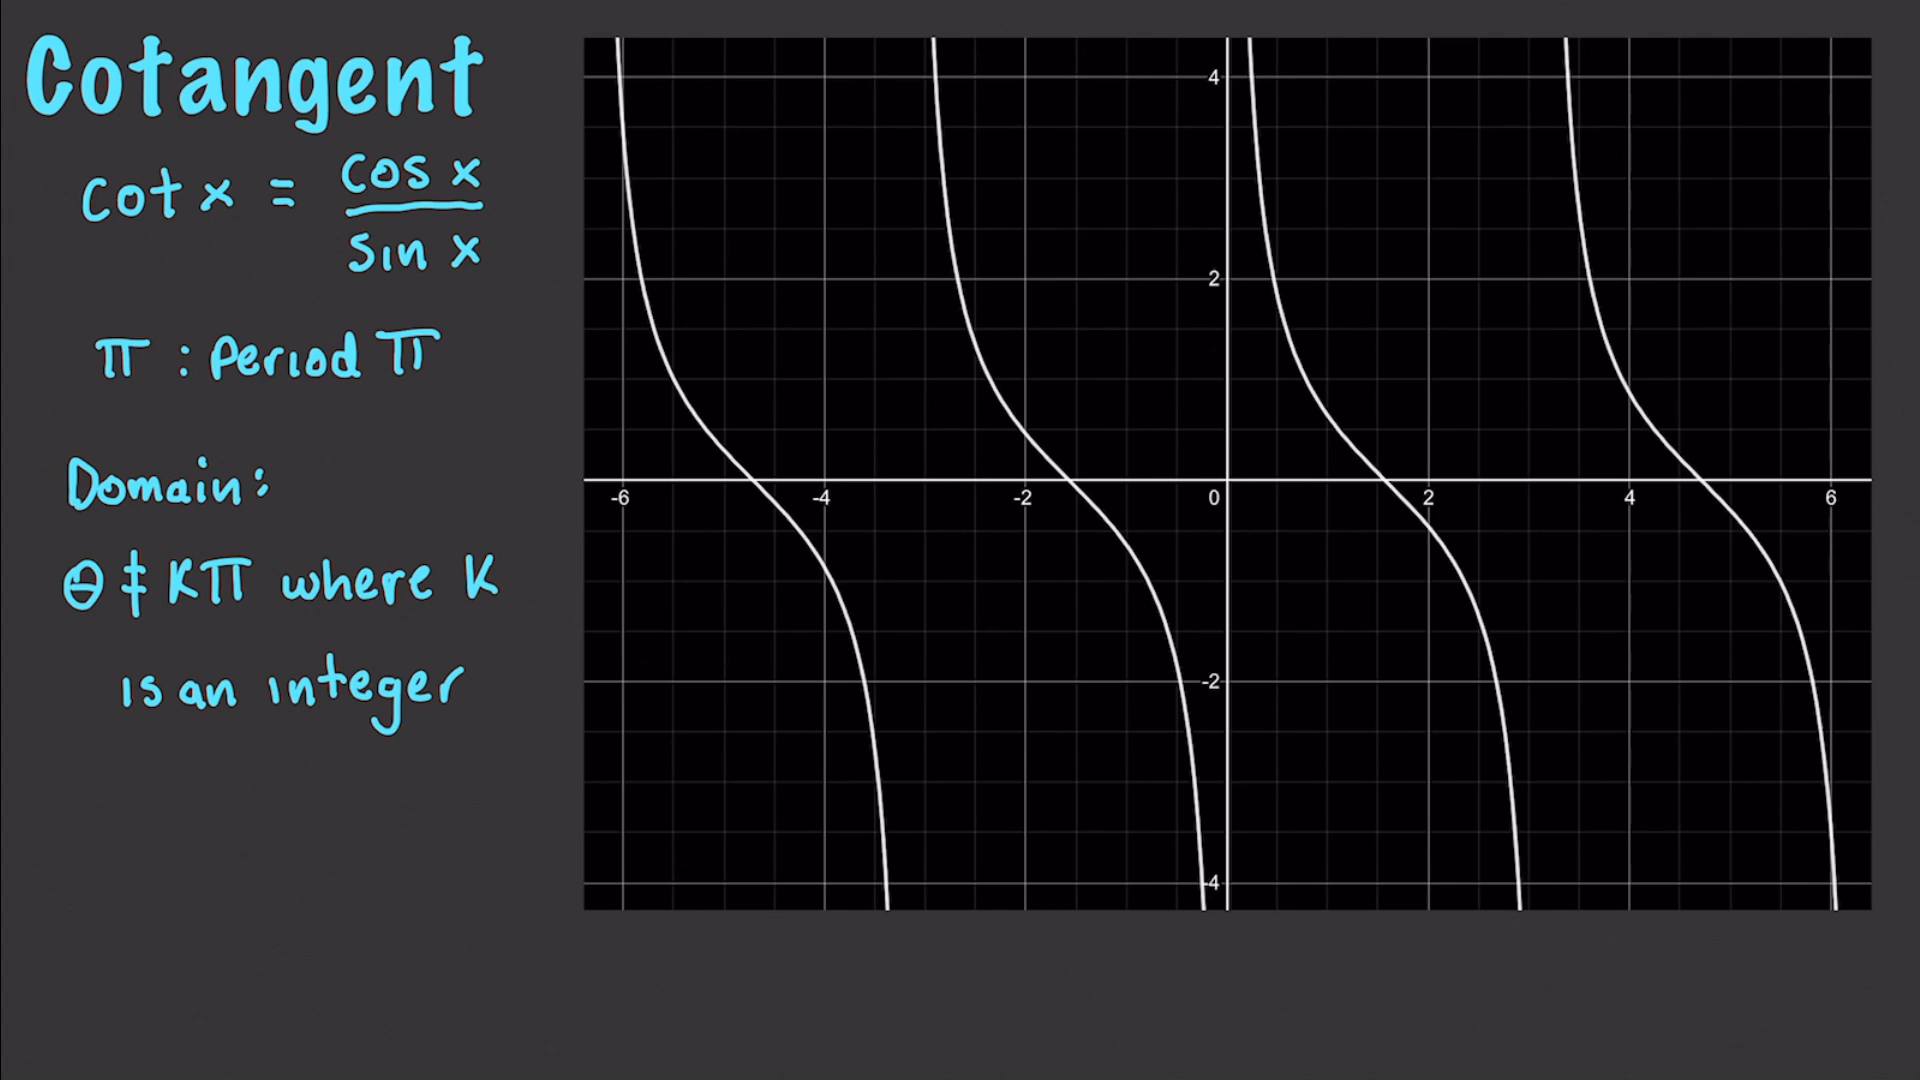 Cotangent
cot x = cos x / sin x
π : Period π
Domain:
θ ≠ Kπ where K
is an integer
4
2
-6 -4 -2 0 2 4 6
-2
-4